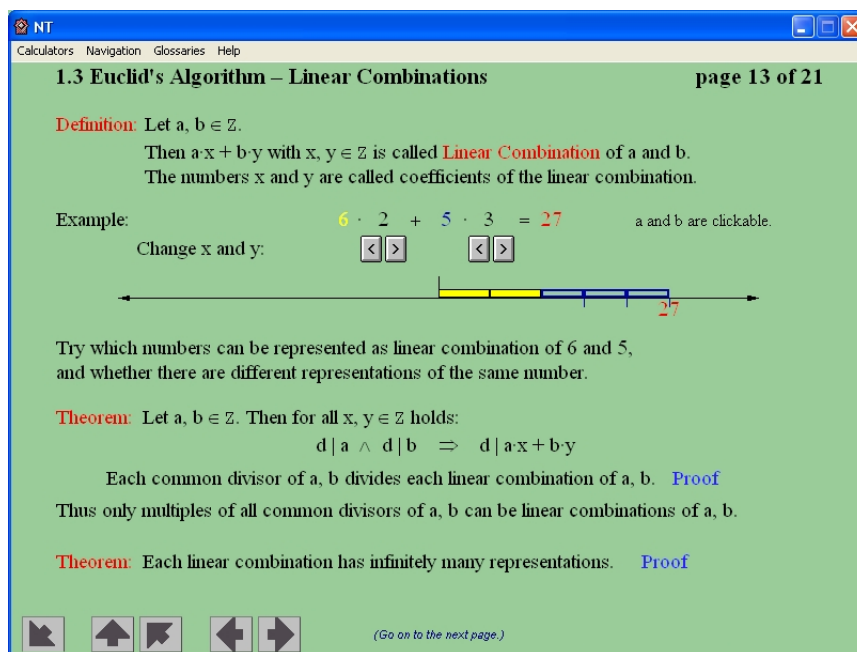 NT
Calculators Navigation Glossaries Help
1.3 Euclid's Algorithm – Linear Combinations page 13 of 21
Definition: Let a, b ∈ ℤ.
Then a·x + b·y with x, y ∈ ℤ is called Linear Combination of a and b.
The numbers x and y are called coefficients of the linear combination.
Example: 6 · 2 + 5 · 3 = 27 a and b are clickable.
Change x and y: < > < >
27
Try which numbers can be represented as linear combination of 6 and 5,
and whether there are different representations of the same number.
Theorem: Let a, b ∈ ℤ. Then for all x, y ∈ ℤ holds:
d | a ∧ d | b ⇒ d | a·x + b·y
Each common divisor of a, b divides each linear combination of a, b. Proof
Thus only multiples of all common divisors of a, b can be linear combinations of a, b.
Theorem: Each linear combination has infinitely many representations. Proof
(Go on to the next page.)